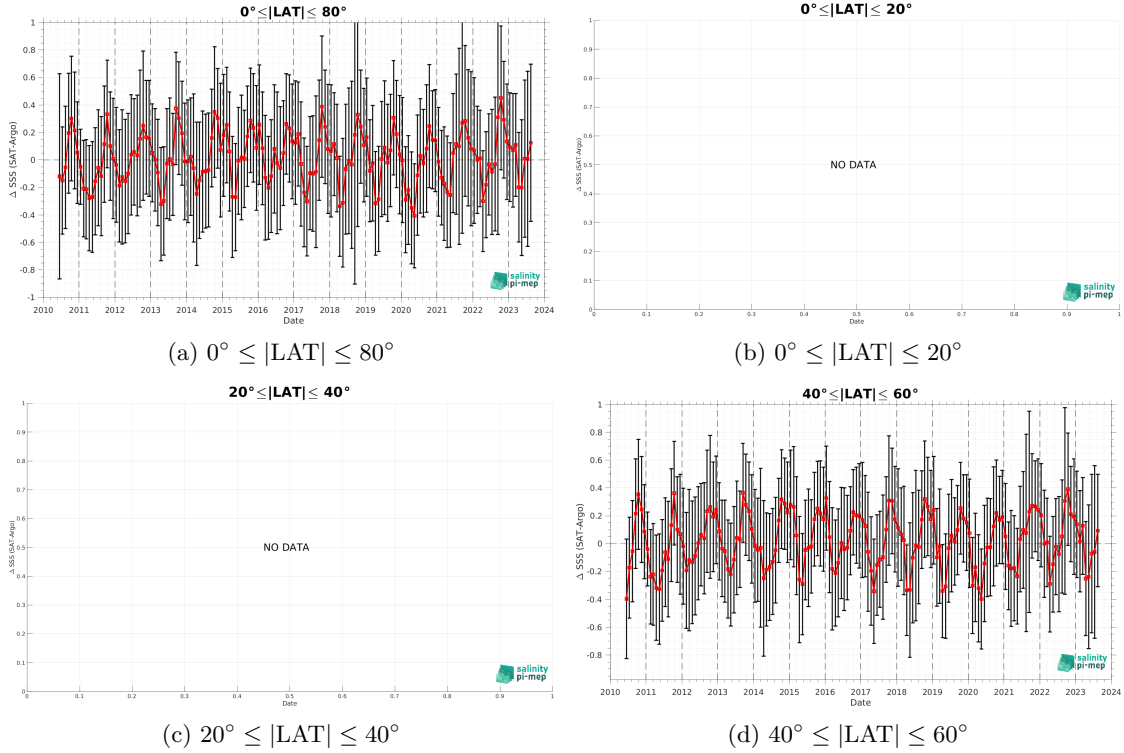 0°≤|LAT|≤ 80°
1
0.8
0.6
0.4
0.2
0
-0.2
-0.4
-0.6
-0.8
-1
Δ SSS (SAT-Argo)
2010 2011 2012 2013 2014 2015 2016 2017 2018 2019 2020 2021 2022 2023 2024
Date
salinity
pi-mep
(a) 0° ≤ |LAT| ≤ 80°
0°≤|LAT|≤ 20°
1
0.9
0.8
0.7
0.6
0.5
0.4
0.3
0.2
0.1
0
Δ SSS (SAT-Argo)
NO DATA
0 0.1 0.2 0.3 0.4 0.5 0.6 0.7 0.8 0.9 1
Date
salinity
pi-mep
(b) 0° ≤ |LAT| ≤ 20°
20°≤|LAT|≤ 40°
1
0.9
0.8
0.7
0.6
0.5
0.4
0.3
0.2
0.1
0
Δ SSS (SAT-Argo)
NO DATA
0 0.1 0.2 0.3 0.4 0.5 0.6 0.7 0.8 0.9 1
Date
salinity
pi-mep
(c) 20° ≤ |LAT| ≤ 40°
40°≤|LAT|≤ 60°
1
0.8
0.6
0.4
0.2
0
-0.2
-0.4
-0.6
-0.8
Δ SSS (SAT-Argo)
2010 2011 2012 2013 2014 2015 2016 2017 2018 2019 2020 2021 2022 2023 2024
Date
salinity
pi-mep
(d) 40° ≤ |LAT| ≤ 60°